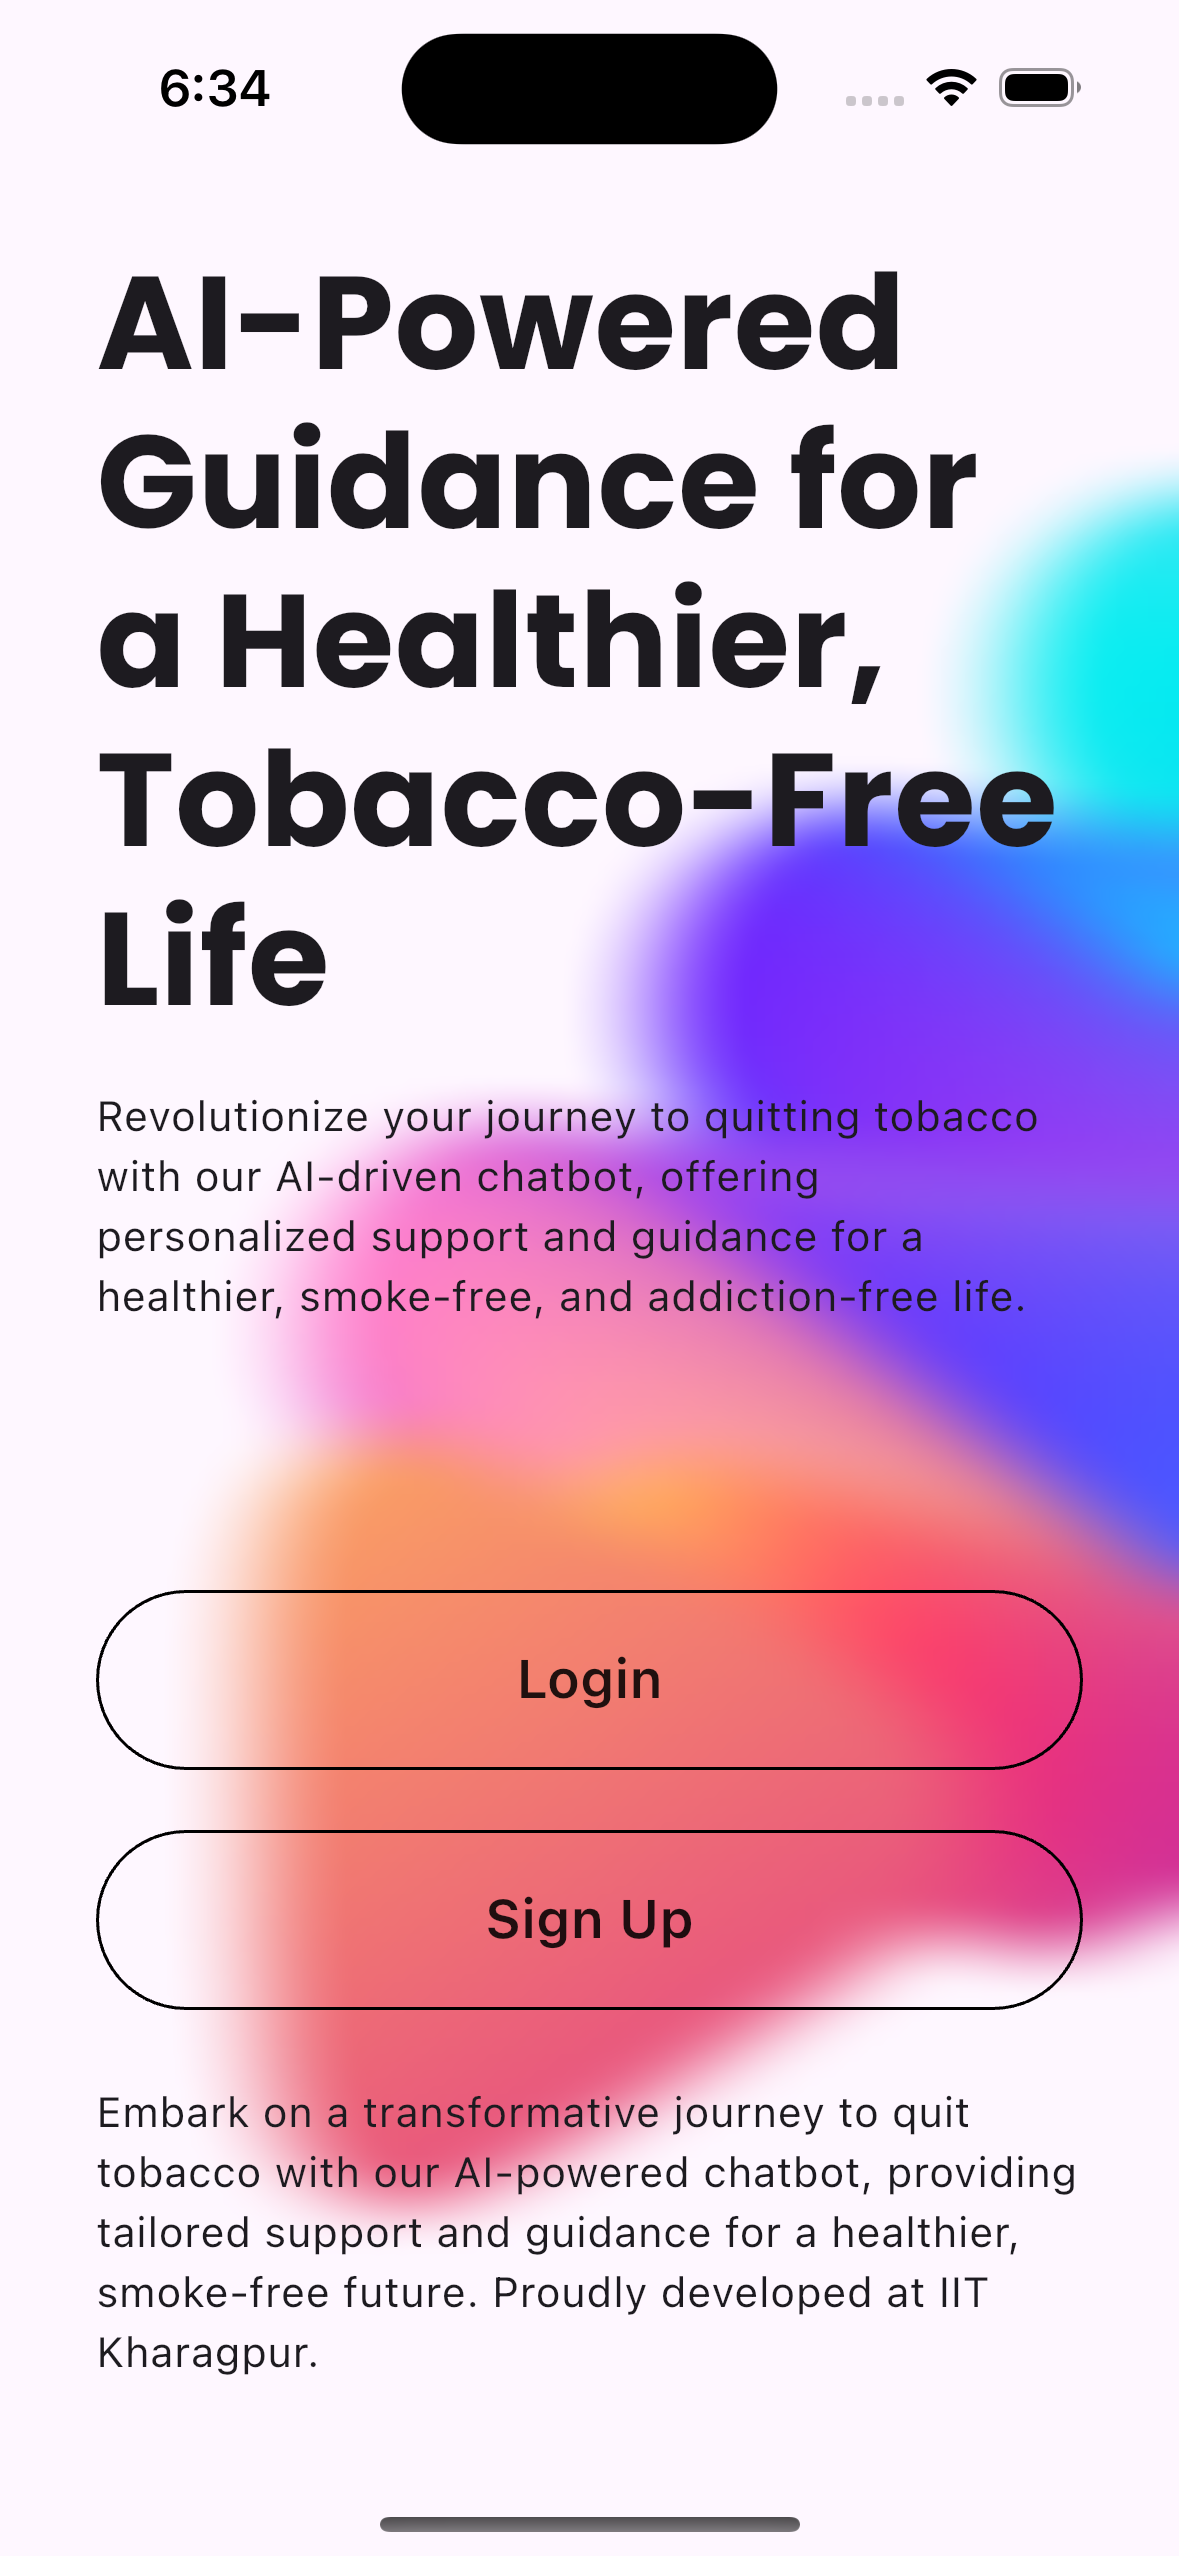 6:34
AI-Powered
Guidance for
a Healthier,
Tobacco-Free
Life
Revolutionize your journey to quitting tobacco
with our AI-driven chatbot, offering
personalized support and guidance for a
healthier, smoke-free, and addiction-free life.
Login
Sign Up
Embark on a transformative journey to quit
tobacco with our AI-powered chatbot, providing
tailored support and guidance for a healthier,
smoke-free future. Proudly developed at IIT
Kharagpur.